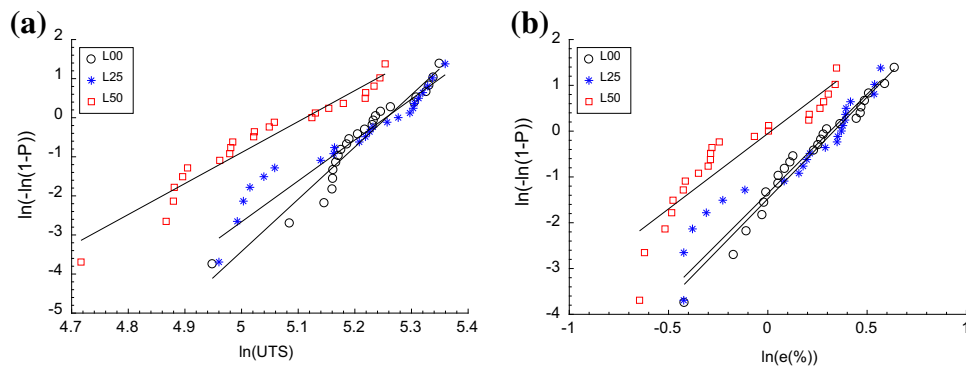 (a)
L00
L25
L50
2
1
0
-1
-2
-3
-4
-5
ln(-ln(1-P))
4.7 4.8 4.9 5 5.1 5.2 5.3 5.4
ln(UTS)
(b)
L00
L25
L50
2
1
0
-1
-2
-3
-4
ln(-ln(1-P))
-1 -0.5 0 0.5 1
ln(e(%))